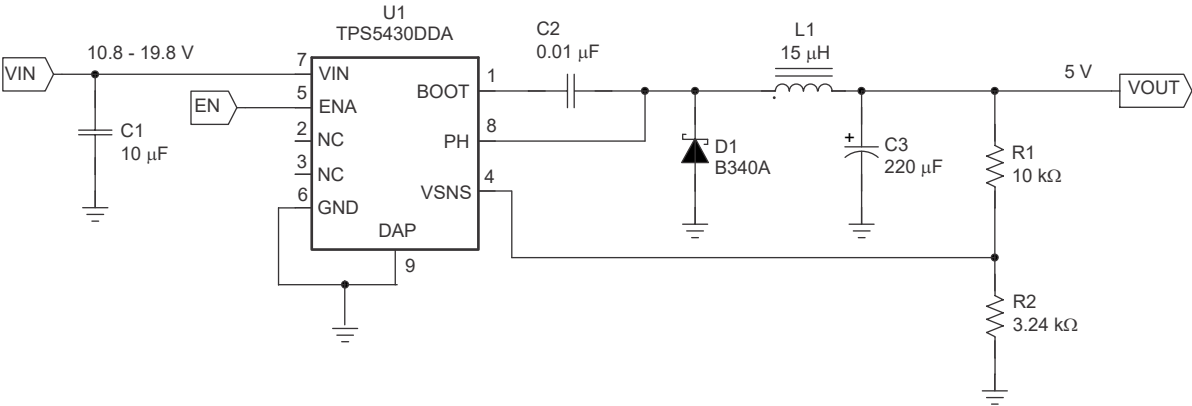 U1
TPS5430DDA
VIN
10.8 - 19.8 V
7
VIN
EN
5
ENA
2
NC
3
NC
6
GND
DAP
9
BOOT
1
PH
8
VSNS
4
C1
10 μF
C2
0.01 μF
L1
15 μH
5 V
VOUT
D1
B340A
+
C3
220 μF
R1
10 kΩ
R2
3.24 kΩ